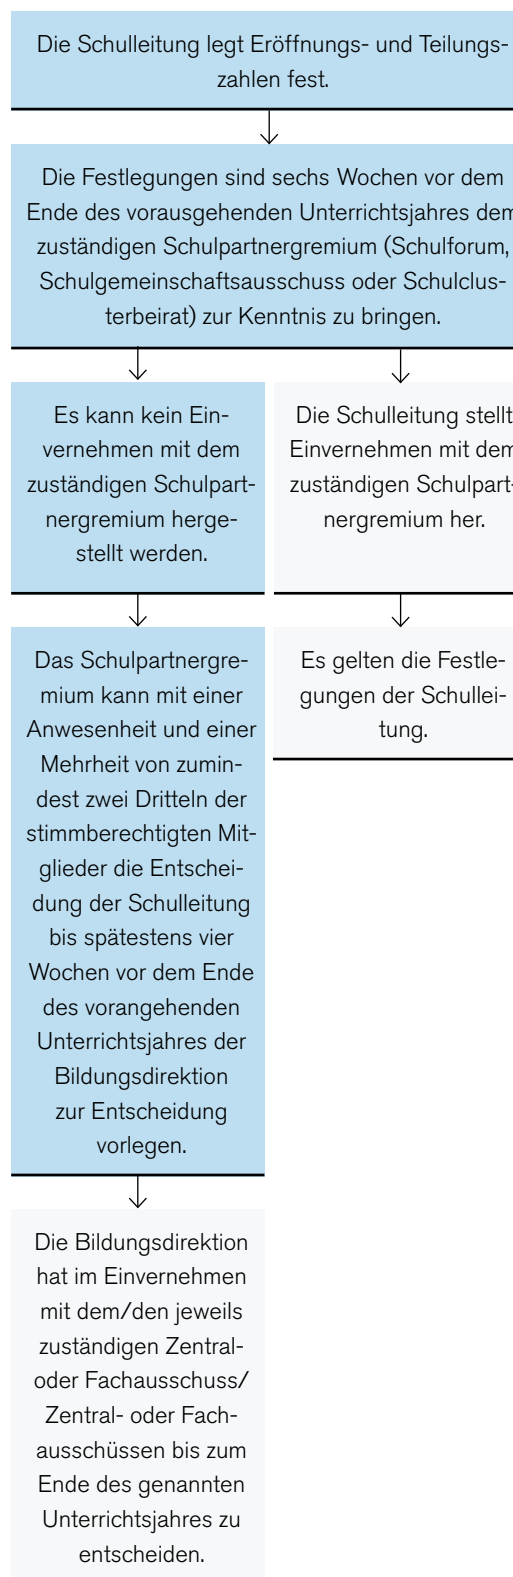 Die Schulleitung legt Eröffnungs- und Teilungs-
zahlen fest.
Die Festlegungen sind sechs Wochen vor dem
Ende des vorausgehenden Unterrichtsjahres dem
zuständigen Schulpartnergremium (Schulforum,
Schulgemeinschaftsausschuss oder Schulclus-
terbeirat) zur Kenntnis zu bringen.
Es kann kein Ein-
vernehmen mit dem
zuständigen Schulpart-
nergremium herge-
stellt werden.
Die Schulleitung stellt
Einvernehmen mit dem
zuständigen Schulpart-
nergremium her.
Das Schulpartnergre-
mium kann mit einer
Anwesenheit und einer
Mehrheit von zumin-
dest zwei Dritteln der
stimmberechtigten Mit-
glieder die Entschei-
dung der Schulleitung
bis spätestens vier
Wochen vor dem Ende
des vorangehenden
Unterrichtsjahres der
Bildungsdirektion
zur Entscheidung
vorlegen.
Es gelten die Festle-
gungen der Schullei-
tung.
Die Bildungsdirektion
hat im Einvernehmen
mit dem/den jeweils
zuständigen Zentral-
oder Fachausschuss/
Zentral- oder Fach-
ausschüssen bis zum
Ende des genannten
Unterrichtsjahres zu
entscheiden.